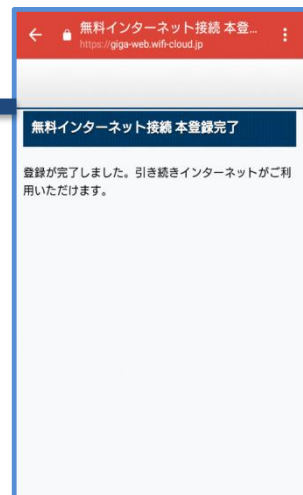 無料インターネット接続 本登...
https://giga-web.wifi-cloud.jp
無料インターネット接続 本登録完了
登録が完了しました。引き続きインターネットがご利
用いただけます。